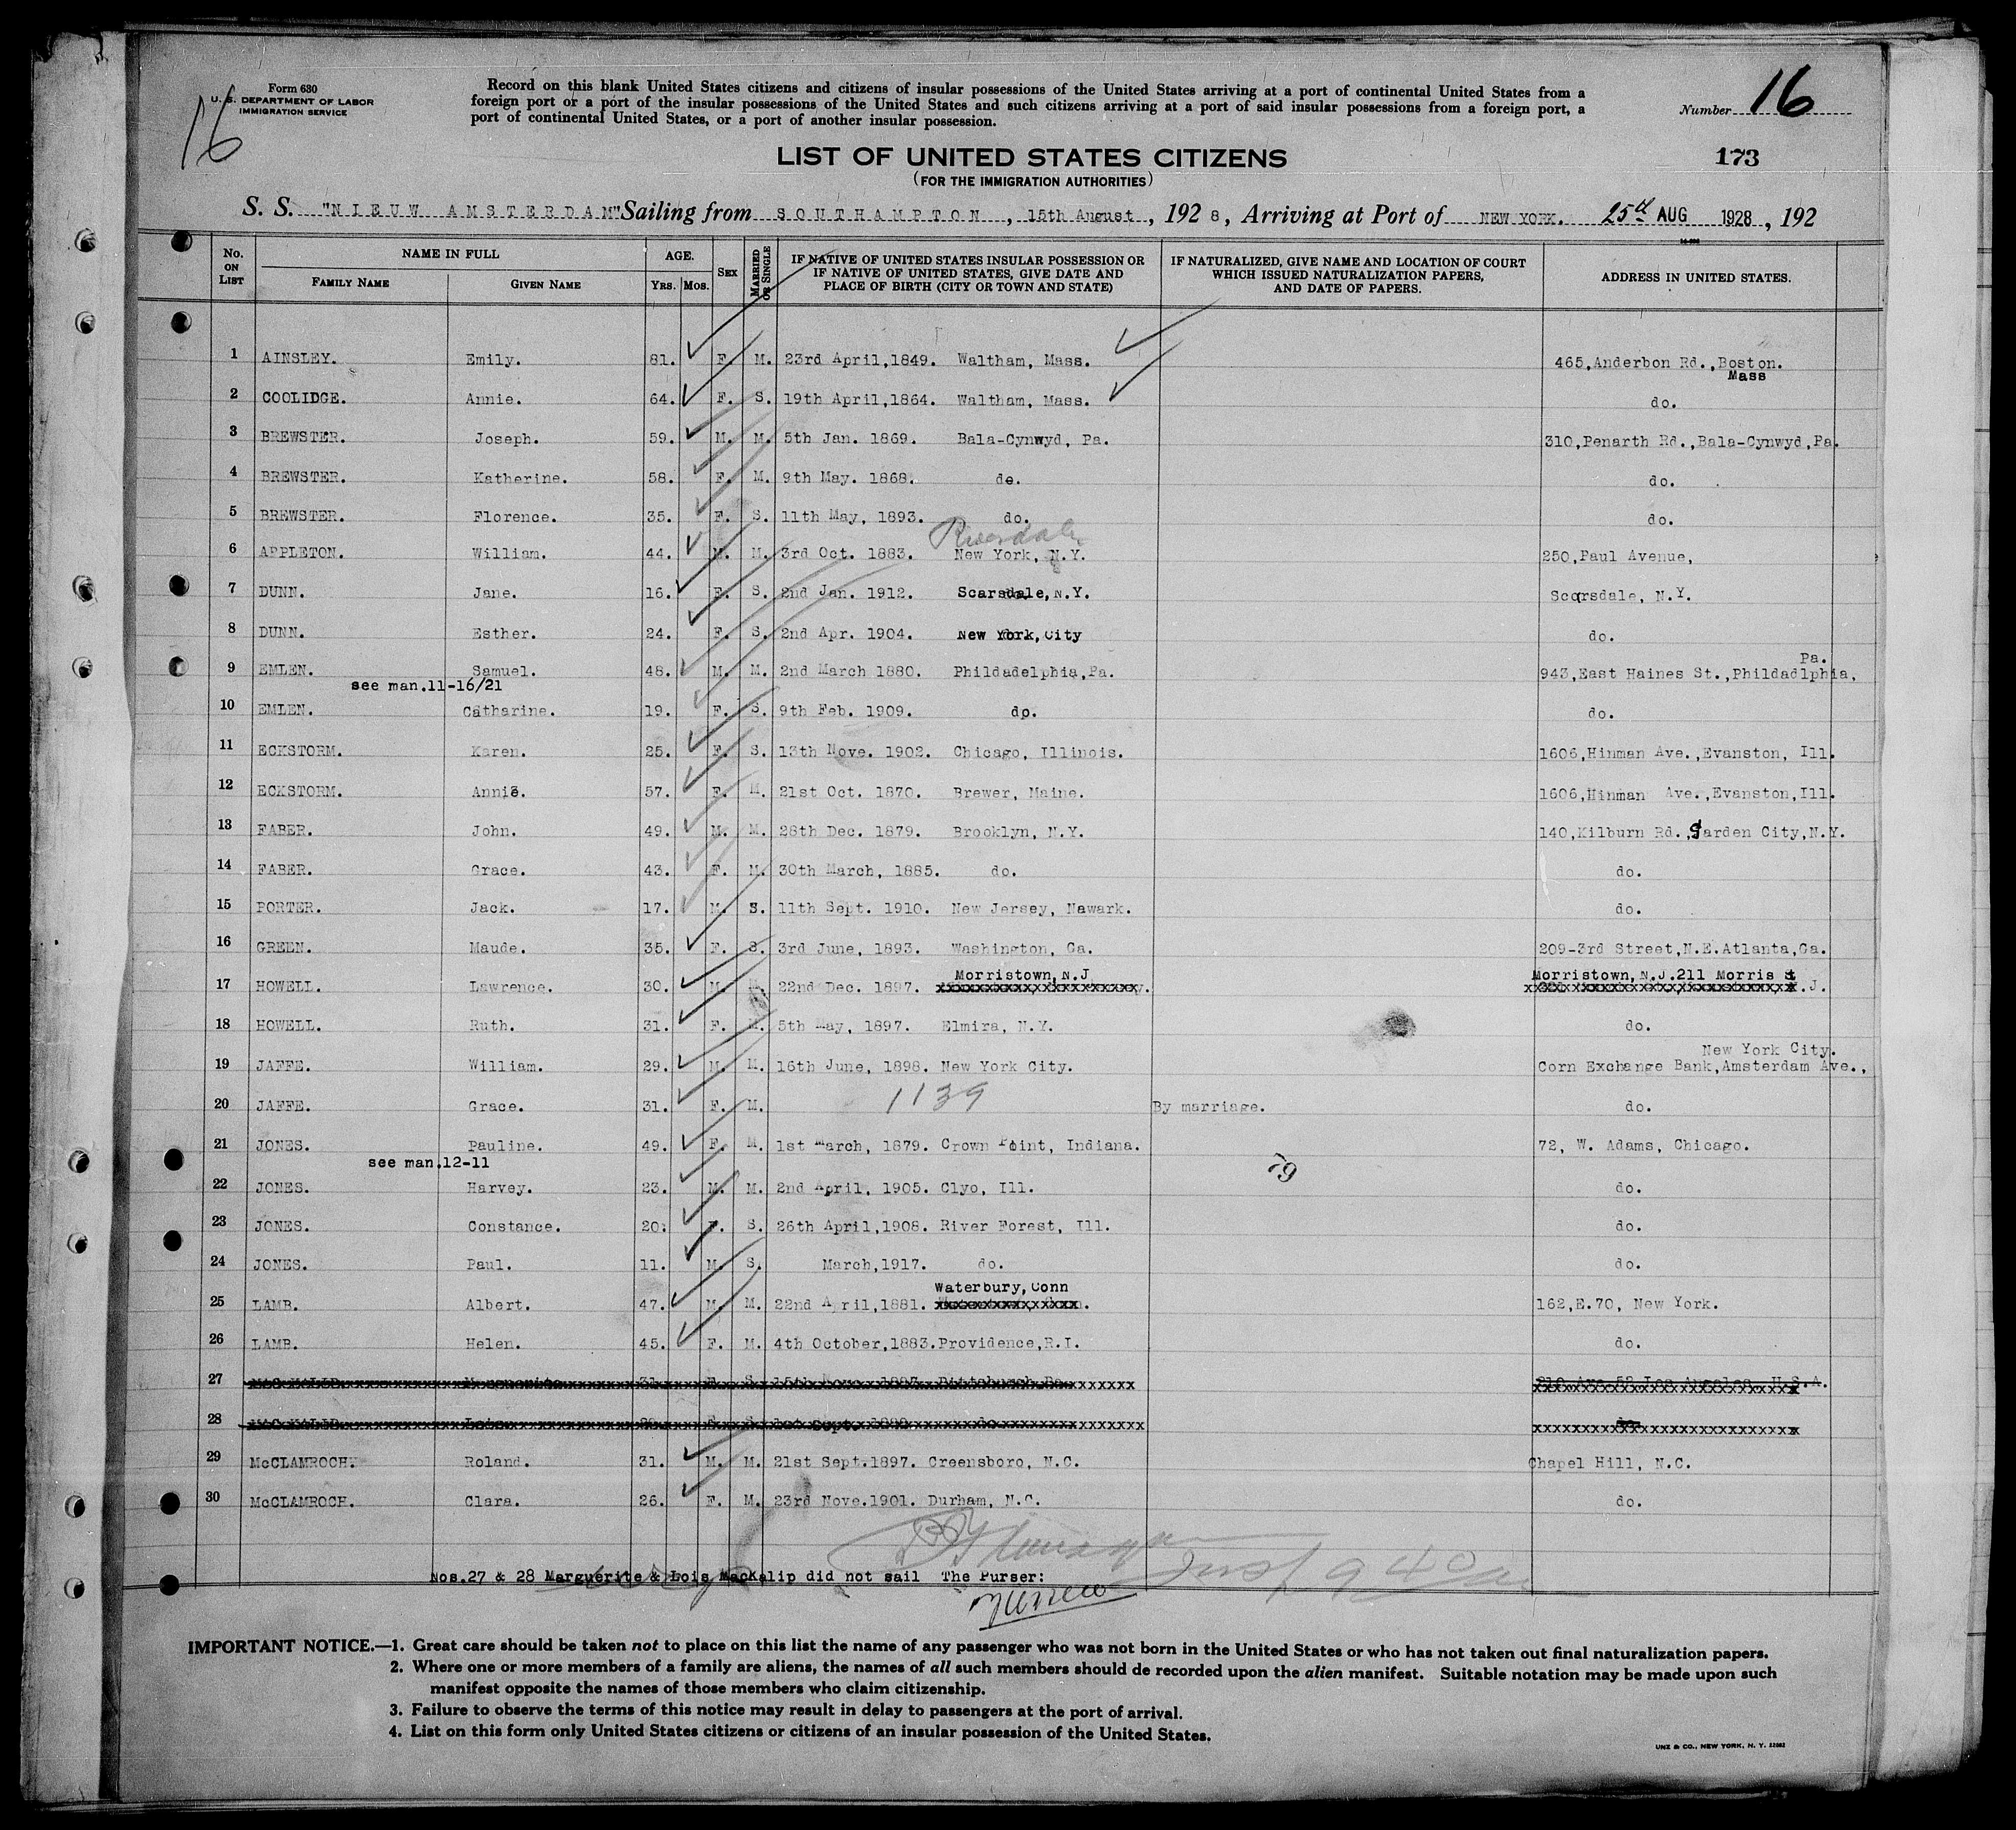 Form 630
U. S. DEPARTMENT OF LABOR
IMMIGRATION SERVICE
16
Record on this blank United States citizens and citizens of insular possessions of the United States arriving at a port of continental United States from a
foreign port or a port of the insular possessions of the United States and such citizens arriving at a port of said insular possessions from a foreign port, a
port of continental United States, or a port of another insular possession.
Number 16
LIST OF UNITED STATES CITIZENS
(FOR THE IMMIGRATION AUTHORITIES)
173
S. S. "NIEUW AMSTERDAM" Sailing from SOUTHAMPTON, 15th August, 1928, Arriving at Port of NEW YORK. 25th AUG 1928, 192
No. ON LIST NAME IN FULL FAMILY NAME GIVEN NAME AGE. YRS. MOS. SEX MARRIED OR SINGLE IF NATIVE OF UNITED STATES INSULAR POSSESSION OR IF NATIVE OF UNITED STATES, GIVE DATE AND PLACE OF BIRTH (CITY OR TOWN AND STATE) IF NATURALIZED, GIVE NAME AND LOCATION OF COURT WHICH ISSUED NATURALIZATION PAPERS, AND DATE OF PAPERS. ADDRESS IN UNITED STATES.
1 AINSLEY. Emily. 81. F. M. 23rd April,1849. Waltham, Mass. 465,Anderbon Rd.,Boston. Mass
2 COOLIDGE. Annie. 64. F. S. 19th April,1864. Waltham, Mass. do.
3 BREWSTER. Joseph. 59. M. M. 5th Jan. 1869. Bala-Cynwyd, Pa. 310,Penarth Rd.,Bala-Cynwyd,Pa.
4 BREWSTER. Katherine. 58. F. M. 9th May. 1868. do. do.
5 BREWSTER. Florence. 35. F. S. 11th May, 1893. do. do.
Riverdale
6 APPLETON. William. 44. M. M. 3rd Oct. 1883. New York, N.Y. 250,Paul Avenue,
7 DUNN. Jane. 16. F. S. 2nd Jan. 1912. Scarsdale,N.Y. Scarsdale, N.Y.
8 DUNN. Esther. 24. F. S. 2nd Apr. 1904. New York,City do.
9 EMLEN. Samuel. 48. M. M. 2nd March 1880. Phildadelphia,Pa. 943,East Haines St.,Phildadlphia, Pa.
see man.11-16/21
10 EMLEN. Catharine. 19. F. S. 9th Feb. 1909. do. do.
11 ECKSTORM. Karen. 25. F. S. 13th Nove. 1902. Chicago, Illinois. 1606,Hinman Ave.,Evanston, Ill.
12 ECKSTORM. Annie. 57. F. M. 21st Oct. 1870. Brewer, Maine. 1606,Hinman Ave.,Evanston,Ill.
13 FABER. John. 49. M. M. 28th Dec. 1879. Brooklyn, N.Y. 140,Kilburn Rd.,Garden City,N.Y.
14 FABER. Grace. 43. F. M. 30th March, 1885. do. do.
15 PORTER. Jack. 17. M. S. 11th Sept. 1910. New Jersey, Newark. do.
16 GREEN. Maude. 35. F. S. 3rd June, 1893. Washington, Ga. 209-3rd Street,N.E.Atlanta,Ga.
17 HOWELL. Lawrence. 30. M. 22nd Dec. 1897. Morristown,N.J Morristown,N.J.211 Morris St
18 HOWELL. Ruth. 31. F. M. 5th May, 1897. Elmira, N.Y. do.
19 JAFFE. William. 29. M. M. 16th June, 1898. New York City. Corn Exchange Bank,Amsterdam Ave., New York City.
20 JAFFE. Grace. 31. F. M. 1139 By marriage. do.
21 JONES. Pauline. 49. F. M. 1st March, 1879. Crown Point, Indiana. 72, W. Adams, Chicago.
see man.12-11
22 JONES. Harvey. 23. M. M. 2nd April, 1905. Clyo, Ill. do.
23 JONES. Constance. 20. F. S. 26th April,1908. River Forest, Ill. do.
24 JONES. Paul. 11. M. S. March,1917. do. do.
25 LAMB. Albert. 47. M. M. 22nd April,1881. Waterbury,Conn 162,E.70, New York.
26 LAMB. Helen. 45. F. M. 4th October,1883.Providence,R.I. do.
27
28
29 McCLAMROCH. Roland. 31. M. M. 21st Sept.1897. Greensboro, N.C. Chapel Hill, N.C.
30 McCLAMROCH. Clara. 26. F. M. 23rd Nove.1901. Durham, N.C. do.
Nos.27 & 28 Marguerite & Lois MacKalip did not sail The Purser:
IMPORTANT NOTICE.—1. Great care should be taken not to place on this list the name of any passenger who was not born in the United States or who has not taken out final naturalization papers.
2. Where one or more members of a family are aliens, the names of all such members should de recorded upon the alien manifest. Suitable notation may be made upon such
manifest opposite the names of those members who claim citizenship.
3. Failure to observe the terms of this notice may result in delay to passengers at the port of arrival.
4. List on this form only United States citizens or citizens of an insular possession of the United States.
UNZ & CO., NEW YORK, N. Y. 22062